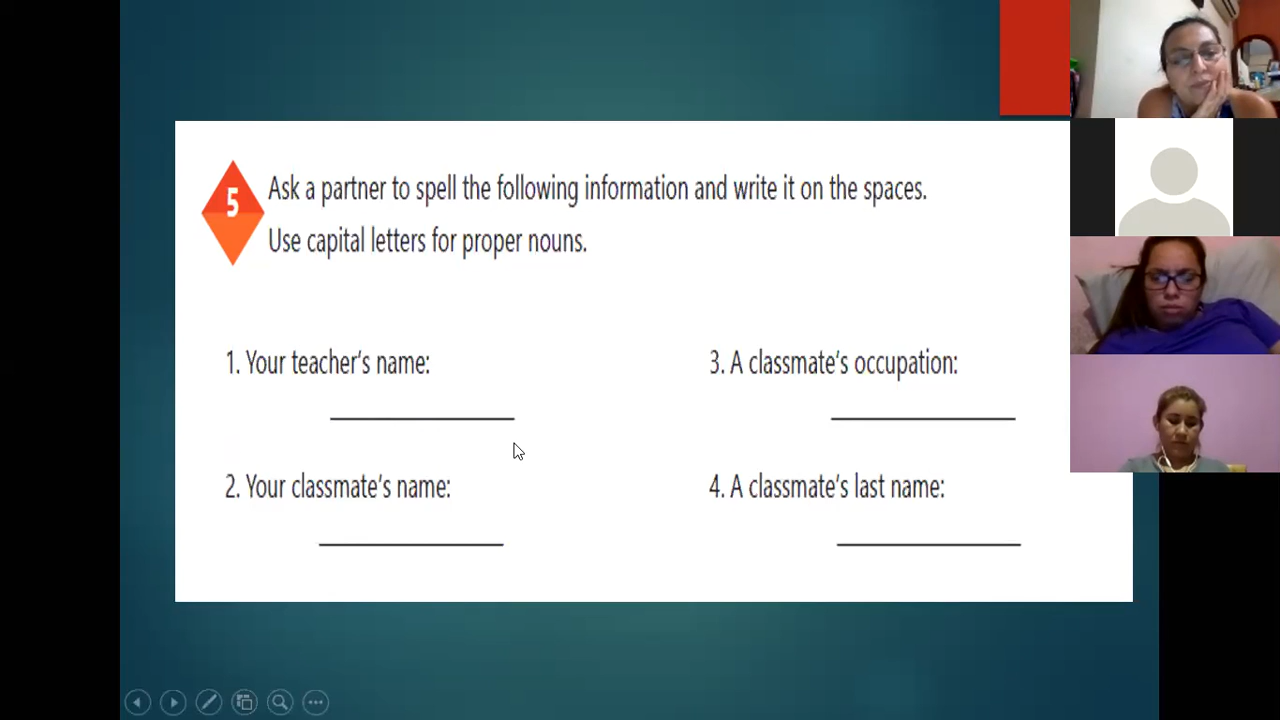 5
Ask a partner to spell the following information and write it on the spaces.
Use capital letters for proper nouns.
1. Your teacher's name:
2. Your classmate's name:
3. A classmate's occupation:
4. A classmate's last name: